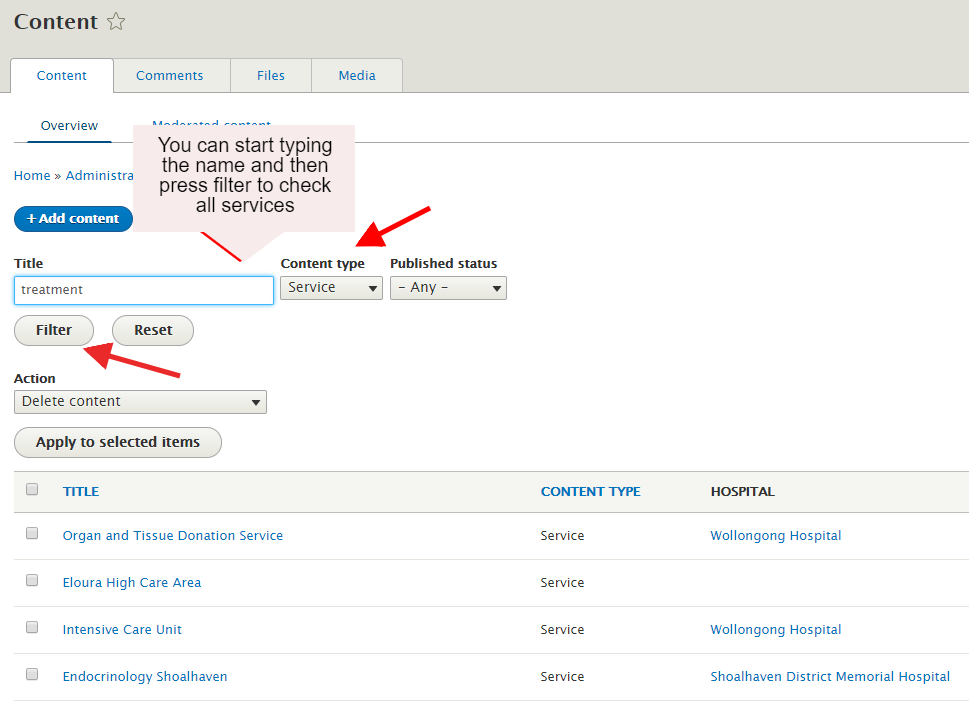 Content
Content Comments Files Media
Overview Moderated content
You can start typing
the name and then
press filter to check
all services
Home » Administra
+Add content
Title Content type Published status
treatment Service - Any -
Filter Reset
Action
Delete content
Apply to selected items
TITLE CONTENT TYPE HOSPITAL
Organ and Tissue Donation Service Service Wollongong Hospital
Eloura High Care Area Service
Intensive Care Unit Service Wollongong Hospital
Endocrinology Shoalhaven Service Shoalhaven District Memorial Hospital